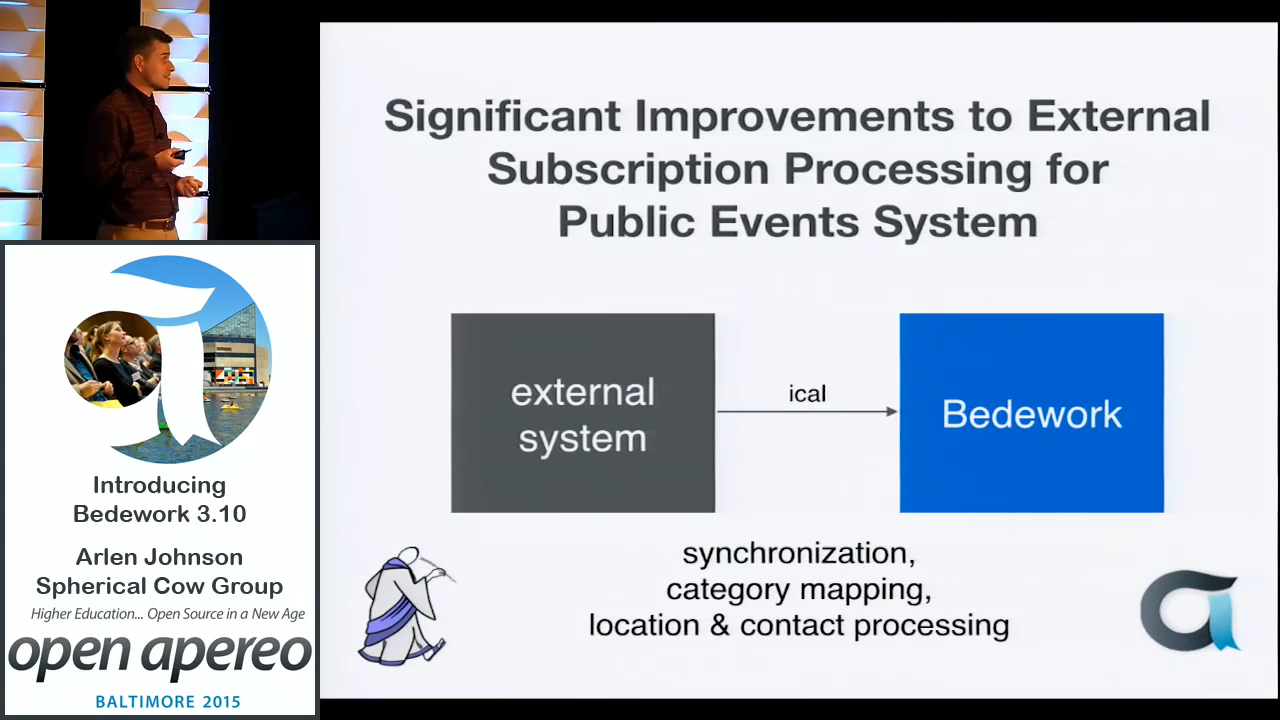 Significant Improvements to External
Subscription Processing for
Public Events System
external
system
ical
Bedework
synchronization,
category mapping,
location & contact processing
Introducing
Bedework 3.10
Arlen Johnson
Spherical Cow Group
Higher Education... Open Source in a New Age
open apereo
BALTIMORE 2015